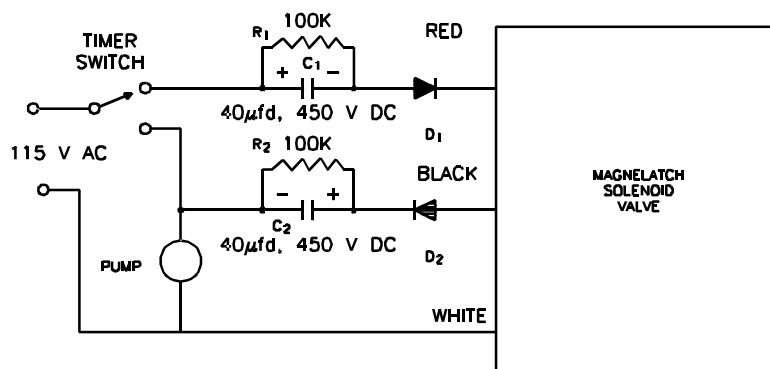 TIMER
SWITCH
115 V AC
R1
100K
+ C1 -
40µfd, 450 V DC
RED
D1
R2
100K
- +
C2
40µfd, 450 V DC
BLACK
D2
PUMP
WHITE
MAGNELATCH
SOLENOID
VALVE